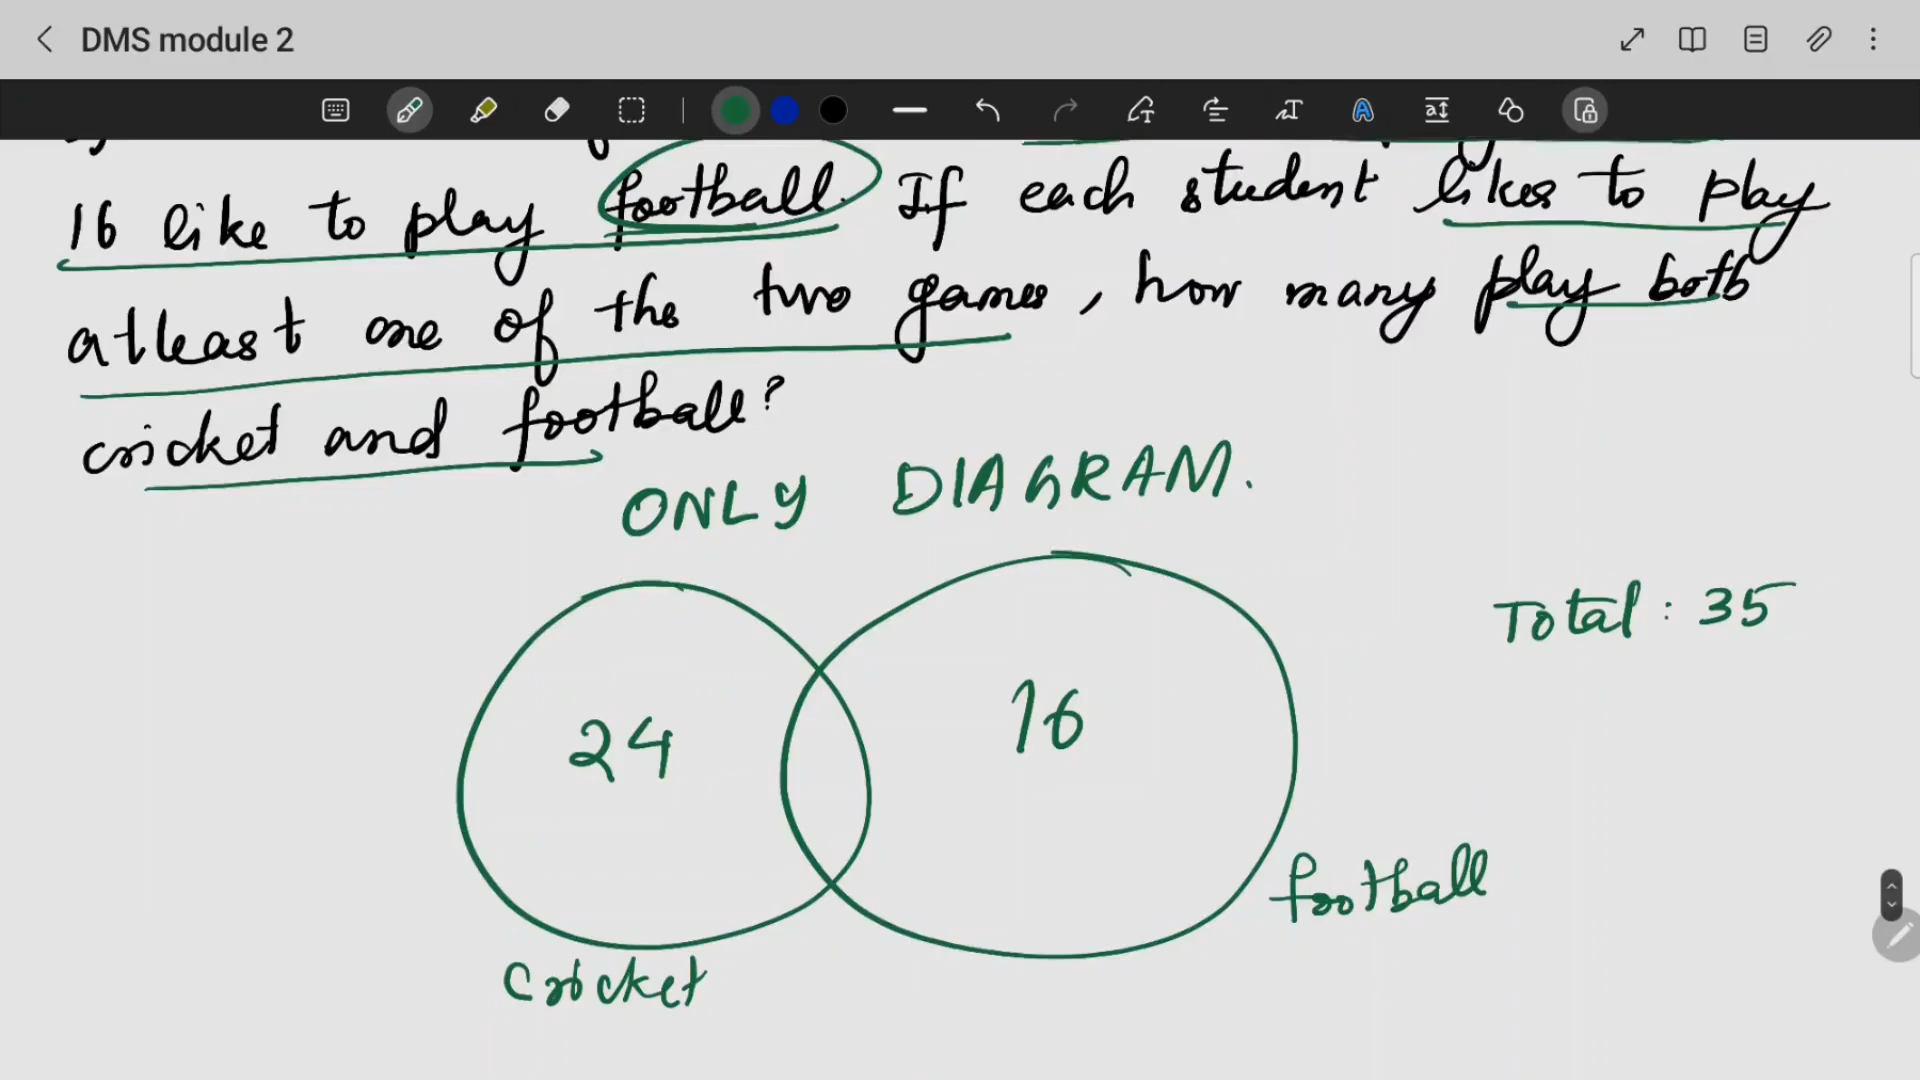 DMS module 2
16 like to play football. If each student likes to play
atleast one of the two games, how many play both
cricket and football?
ONLY DIAGRAM.
Total : 35
24
16
football
Cricket